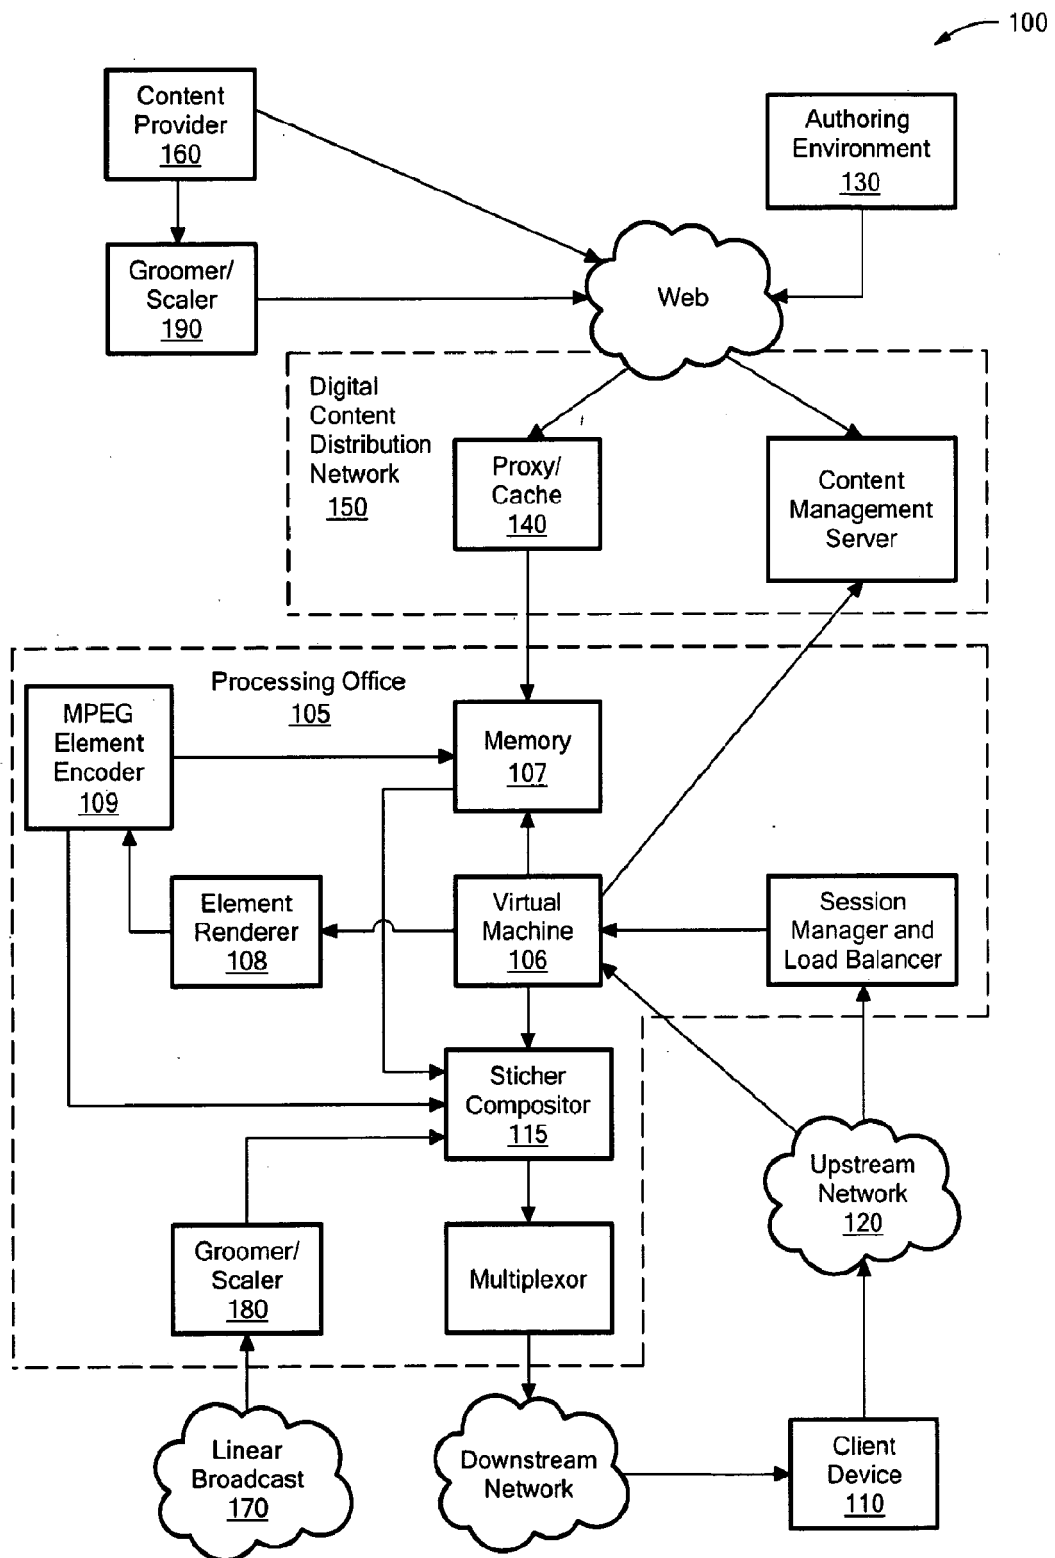 100
Content
Provider
160
Authoring
Environment
130
Groomer/
Scaler
190
Web
Digital
Content
Distribution
Network
150
Proxy/
Cache
140
Content
Management
Server
Processing Office
105
MPEG
Element
Encoder
109
Memory
107
Element
Renderer
108
Virtual
Machine
106
Session
Manager and
Load Balancer
Sticher
Compositor
115
Upstream
Network
120
Groomer/
Scaler
180
Multiplexor
Linear
Broadcast
170
Downstream
Network
Client
Device
110